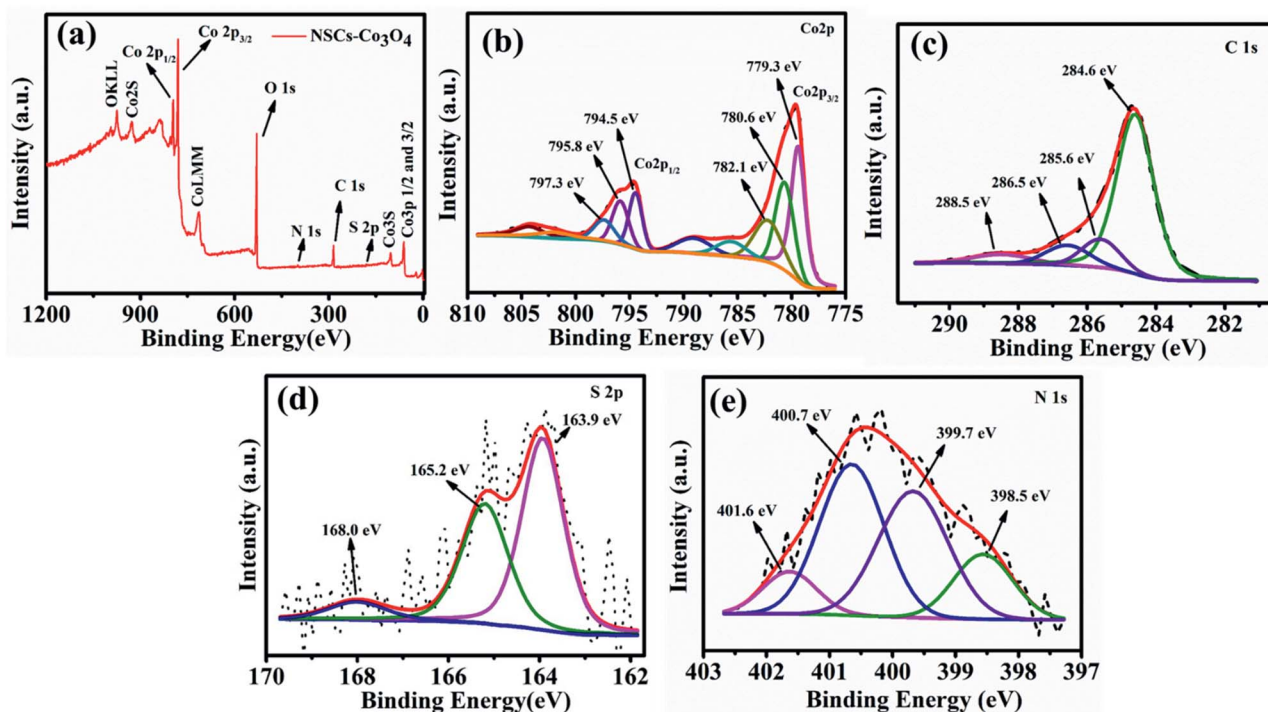 (a)
NSCs-Co₃O₄
Co 2p₃/₂
Co 2p₁/₂
OKLL
Co2S
O 1s
CoLMM
N 1s
C 1s
S 2p
Co3S
Co3p 1/2 and 3/2
Intensity (a.u.)
1200 900 600 300 0
Binding Energy(eV)
(b)
Co2p
779.3 eV
Co2p₃/₂
780.6 eV
782.1 eV
794.5 eV
795.8 eV
797.3 eV
Co2p₁/₂
Intensity (a.u.)
810 805 800 795 790 785 780 775
Binding Energy (eV)
(c)
C 1s
284.6 eV
285.6 eV
286.5 eV
288.5 eV
Intensity (a.u.)
290 288 286 284 282
Binding Energy (eV)
(d)
S 2p
163.9 eV
165.2 eV
168.0 eV
Intensity (a.u.)
170 168 166 164 162
Binding Energy(eV)
(e)
N 1s
400.7 eV
399.7 eV
398.5 eV
401.6 eV
Intensity (a.u.)
403 402 401 400 399 398 397
Binding Energy (eV)